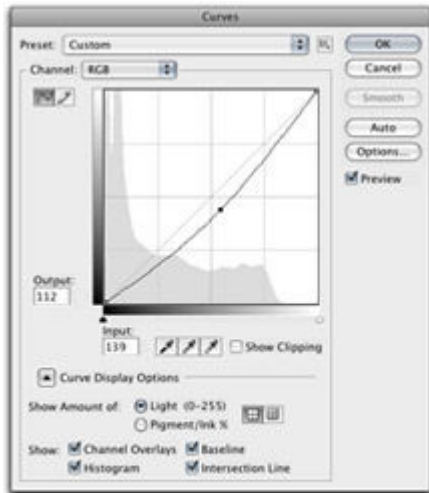 Curves
Preset: Custom
OK
Channel: RGB
Cancel
Smooth
Auto
Options...
Preview
Output:
112
Input:
139
Show Clipping
Curve Display Options
Show Amount of: Light (0-255)
Pigment/Ink %
Show: Channel Overlays Baseline
Histogram Intersection Line